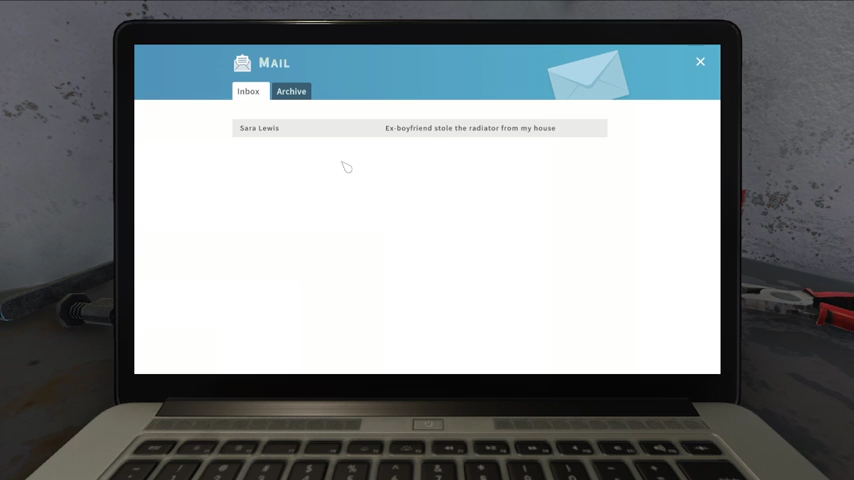 MAIL
Inbox
Archive
Sara Lewis
Ex-boyfriend stole the radiator from my house